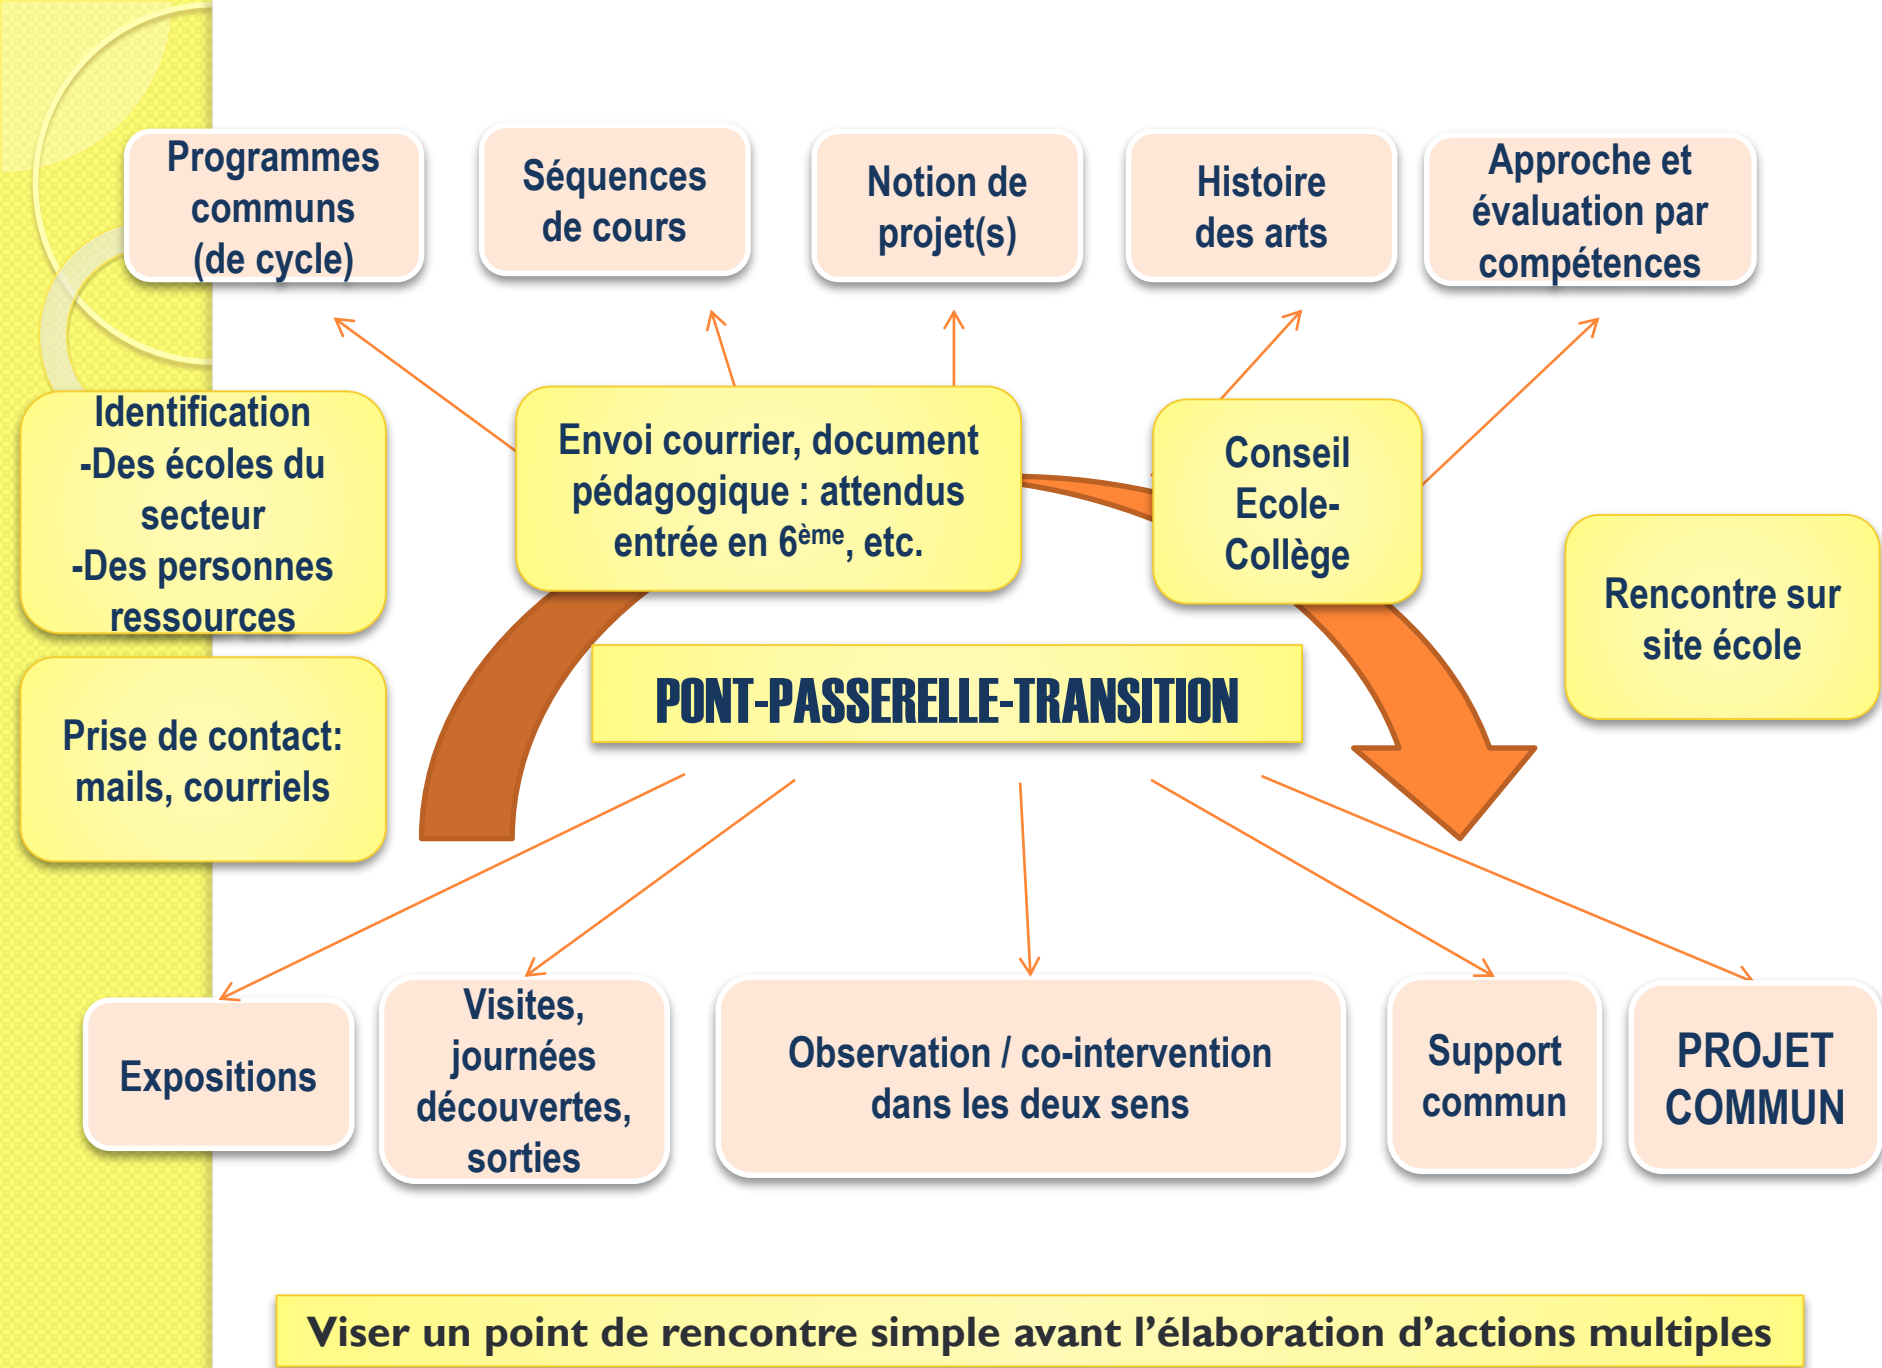 Programmes
communs
(de cycle)
Séquences
de cours
Notion de
projet(s)
Histoire
des arts
Approche et
évaluation par
compétences
Identification
-Des écoles du
secteur
-Des personnes
ressources
Envoi courrier, document
pédagogique : attendus
entrée en 6ème, etc.
Conseil
Ecole-
Collège
Rencontre sur
site école
Prise de contact:
mails, courriels
PONT-PASSERELLE-TRANSITION
Expositions
Visites,
journées
découvertes,
sorties
Observation / co-intervention
dans les deux sens
Support
commun
PROJET
COMMUN
Viser un point de rencontre simple avant l’élaboration d’actions multiples